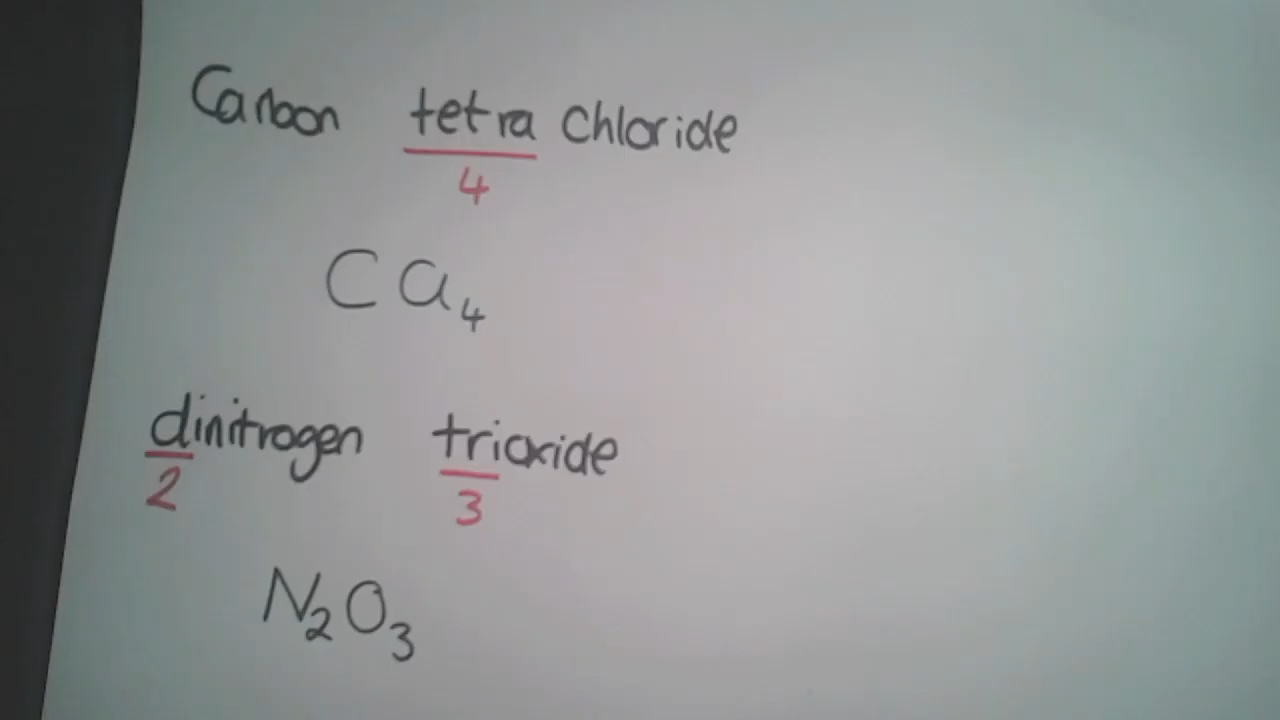 Carbon tetra chloride
4
CCl₄
dinitrogen trioxide
2 3
N₂O₃